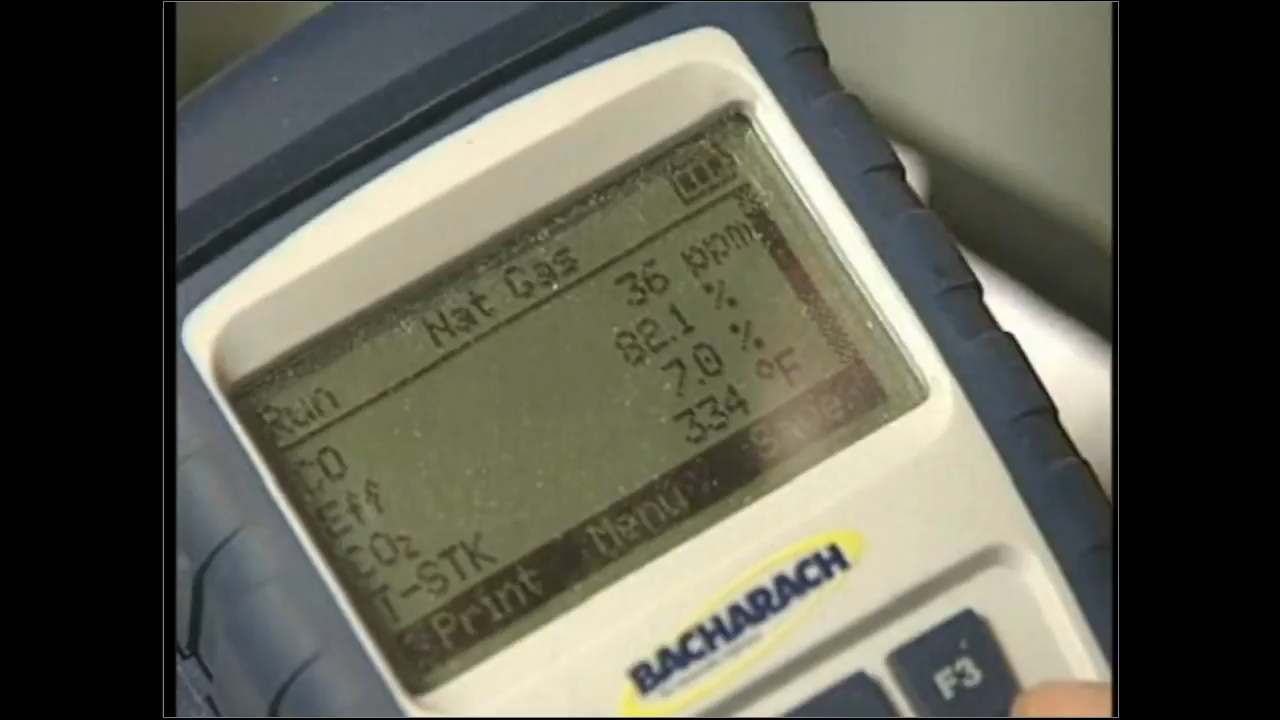 Nat Gas
Run
CO 36 ppm
Eff 82.1 %
CO₂ 7.0 %
T-STK 334 °F
Print Menu Save
BACHARACH
F3